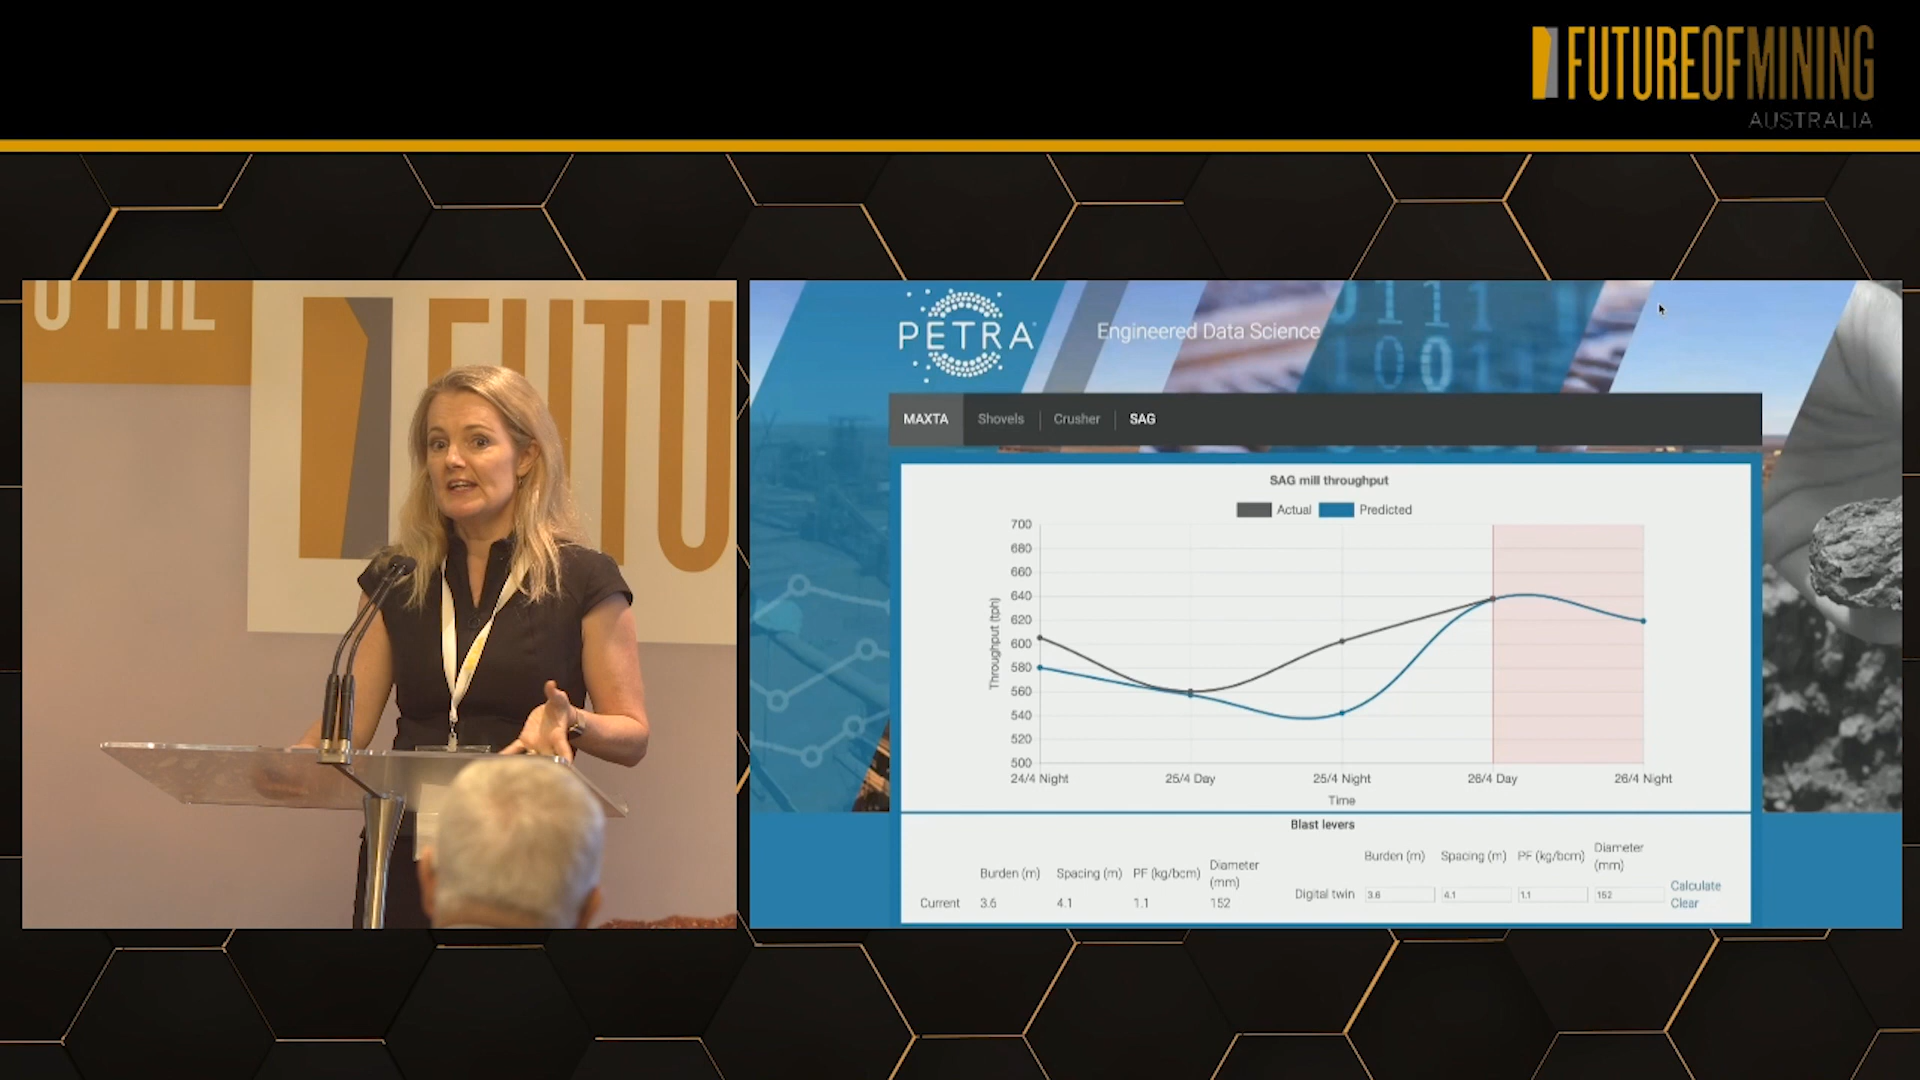 FUTUREOFMINING
AUSTRALIA
THE
FUTU
PETRA
Engineered Data Science
MAXTA
Shovels
Crusher
SAG
SAG mill throughput
Actual
Predicted
700
680
660
640
620
600
580
560
540
520
500
Throughput (tph)
24/4 Night
25/4 Day
25/4 Night
26/4 Day
26/4 Night
Time
Blast levers
Burden (m) Spacing (m) PF (kg/bcm) Diameter (mm)
Current 3.6 4.1 1.1 152
Burden (m) Spacing (m) PF (kg/bcm) Diameter (mm)
Digital twin 3.6 4.1 1.1 152
Calculate
Clear